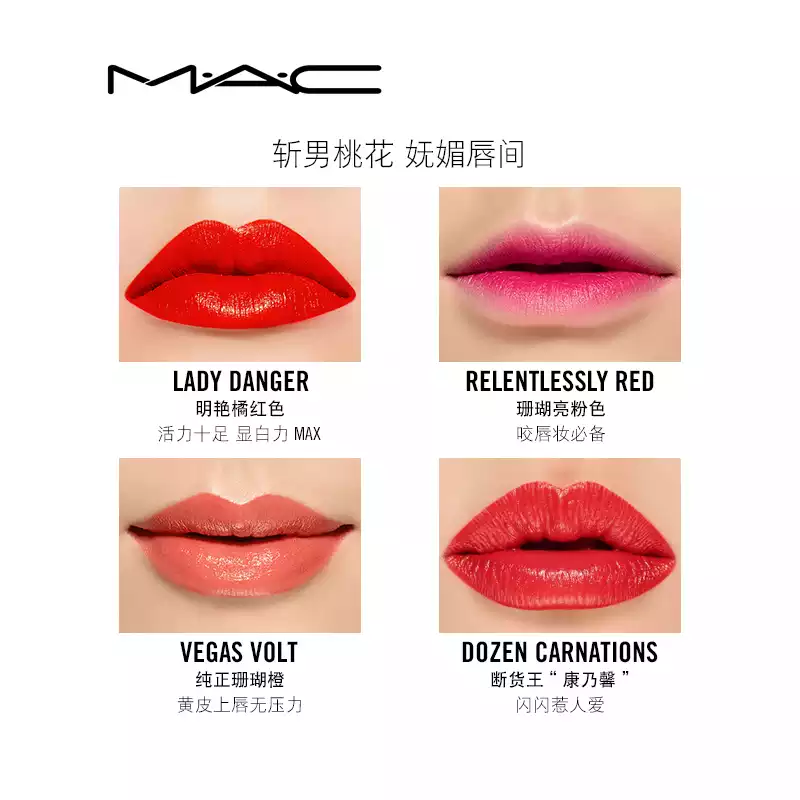 M·A·C
斩男桃花 妩媚唇间
LADY DANGER
明艳橘红色
活力十足 显白力 MAX
RELENTLESSLY RED
珊瑚亮粉色
咬唇妆必备
VEGAS VOLT
纯正珊瑚橙
黄皮上唇无压力
DOZEN CARNATIONS
断货王“康乃馨”
闪闪惹人爱